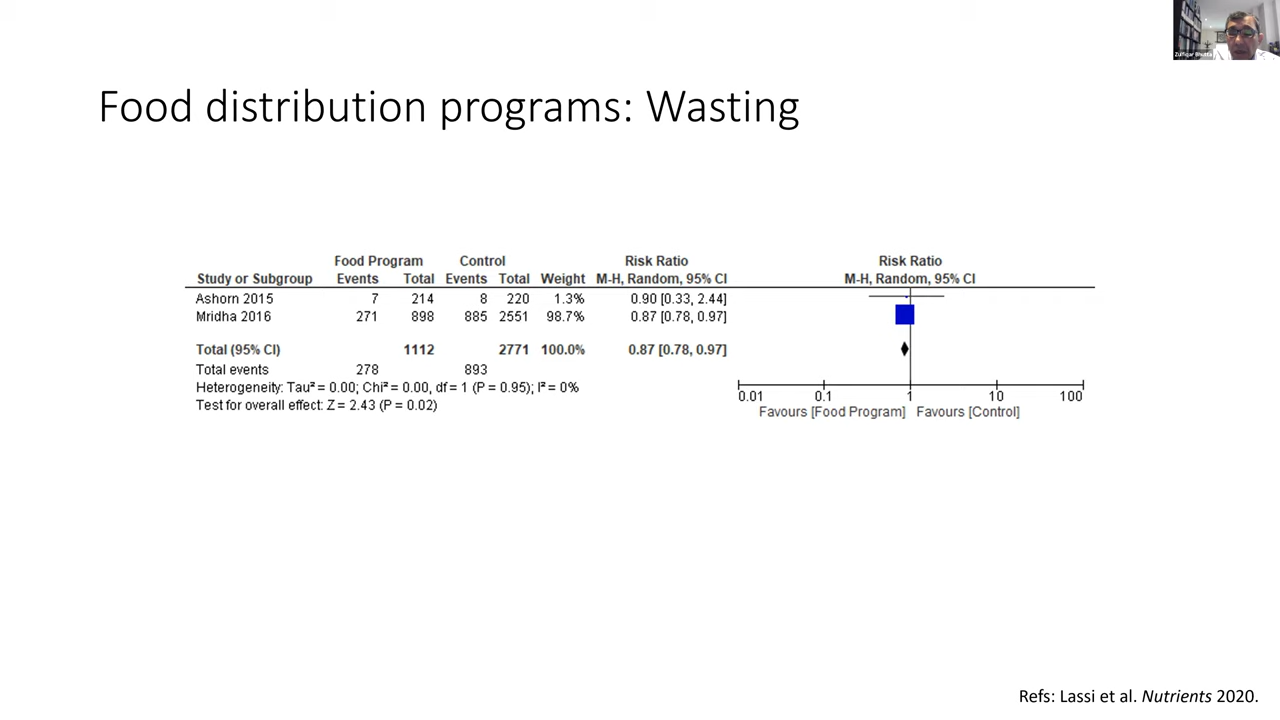 Zulfiqar Bhutta
Food distribution programs: Wasting
Food Program Control Risk Ratio Risk Ratio
Study or Subgroup Events Total Events Total Weight M-H, Random, 95% CI M-H, Random, 95% CI
Ashorn 2015 7 214 8 220 1.3% 0.90 [0.33, 2.44]
Mridha 2016 271 898 885 2551 98.7% 0.87 [0.78, 0.97]
Total (95% CI) 1112 2771 100.0% 0.87 [0.78, 0.97]
Total events 278 893
Heterogeneity: Tau² = 0.00; Chi² = 0.00, df = 1 (P = 0.95); I² = 0%
Test for overall effect: Z = 2.43 (P = 0.02)
0.01 0.1 1 10 100
Favours [Food Program] Favours [Control]
Refs: Lassi et al. Nutrients 2020.